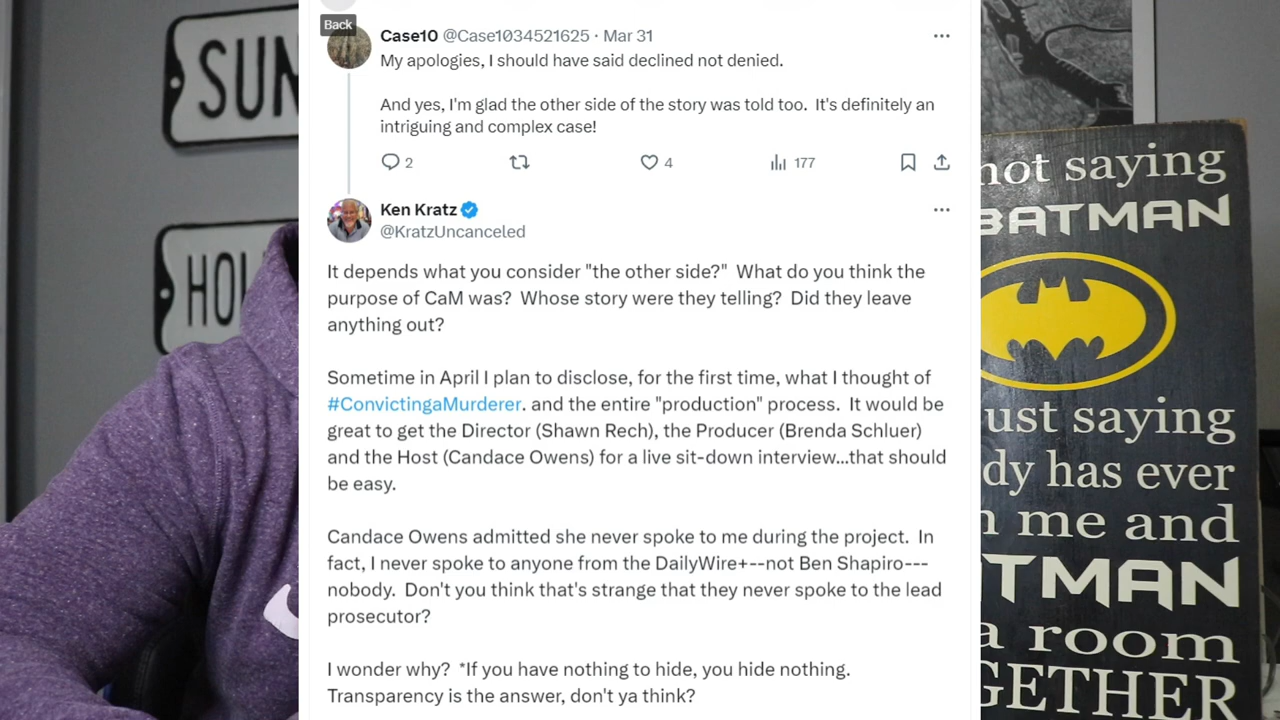 SUN
HOL
Back
Case10 @Case1034521625 · Mar 31
My apologies, I should have said declined not denied.
And yes, I'm glad the other side of the story was told too. It's definitely an
intriguing and complex case!
2
4
177
Ken Kratz
@KratzUncanceled
It depends what you consider "the other side?" What do you think the
purpose of CaM was? Whose story were they telling? Did they leave
anything out?
Sometime in April I plan to disclose, for the first time, what I thought of
#ConvictingaMurderer. and the entire "production" process. It would be
great to get the Director (Shawn Rech), the Producer (Brenda Schluer)
and the Host (Candace Owens) for a live sit-down interview...that should
be easy.
Candace Owens admitted she never spoke to me during the project. In
fact, I never spoke to anyone from the DailyWire+--not Ben Shapiro---
nobody. Don't you think that's strange that they never spoke to the lead
prosecutor?
I wonder why? *If you have nothing to hide, you hide nothing.
Transparency is the answer, don't ya think?
not saying
BATMAN
ust saying
dy has ever
me and
TMAN
a room
GETHER